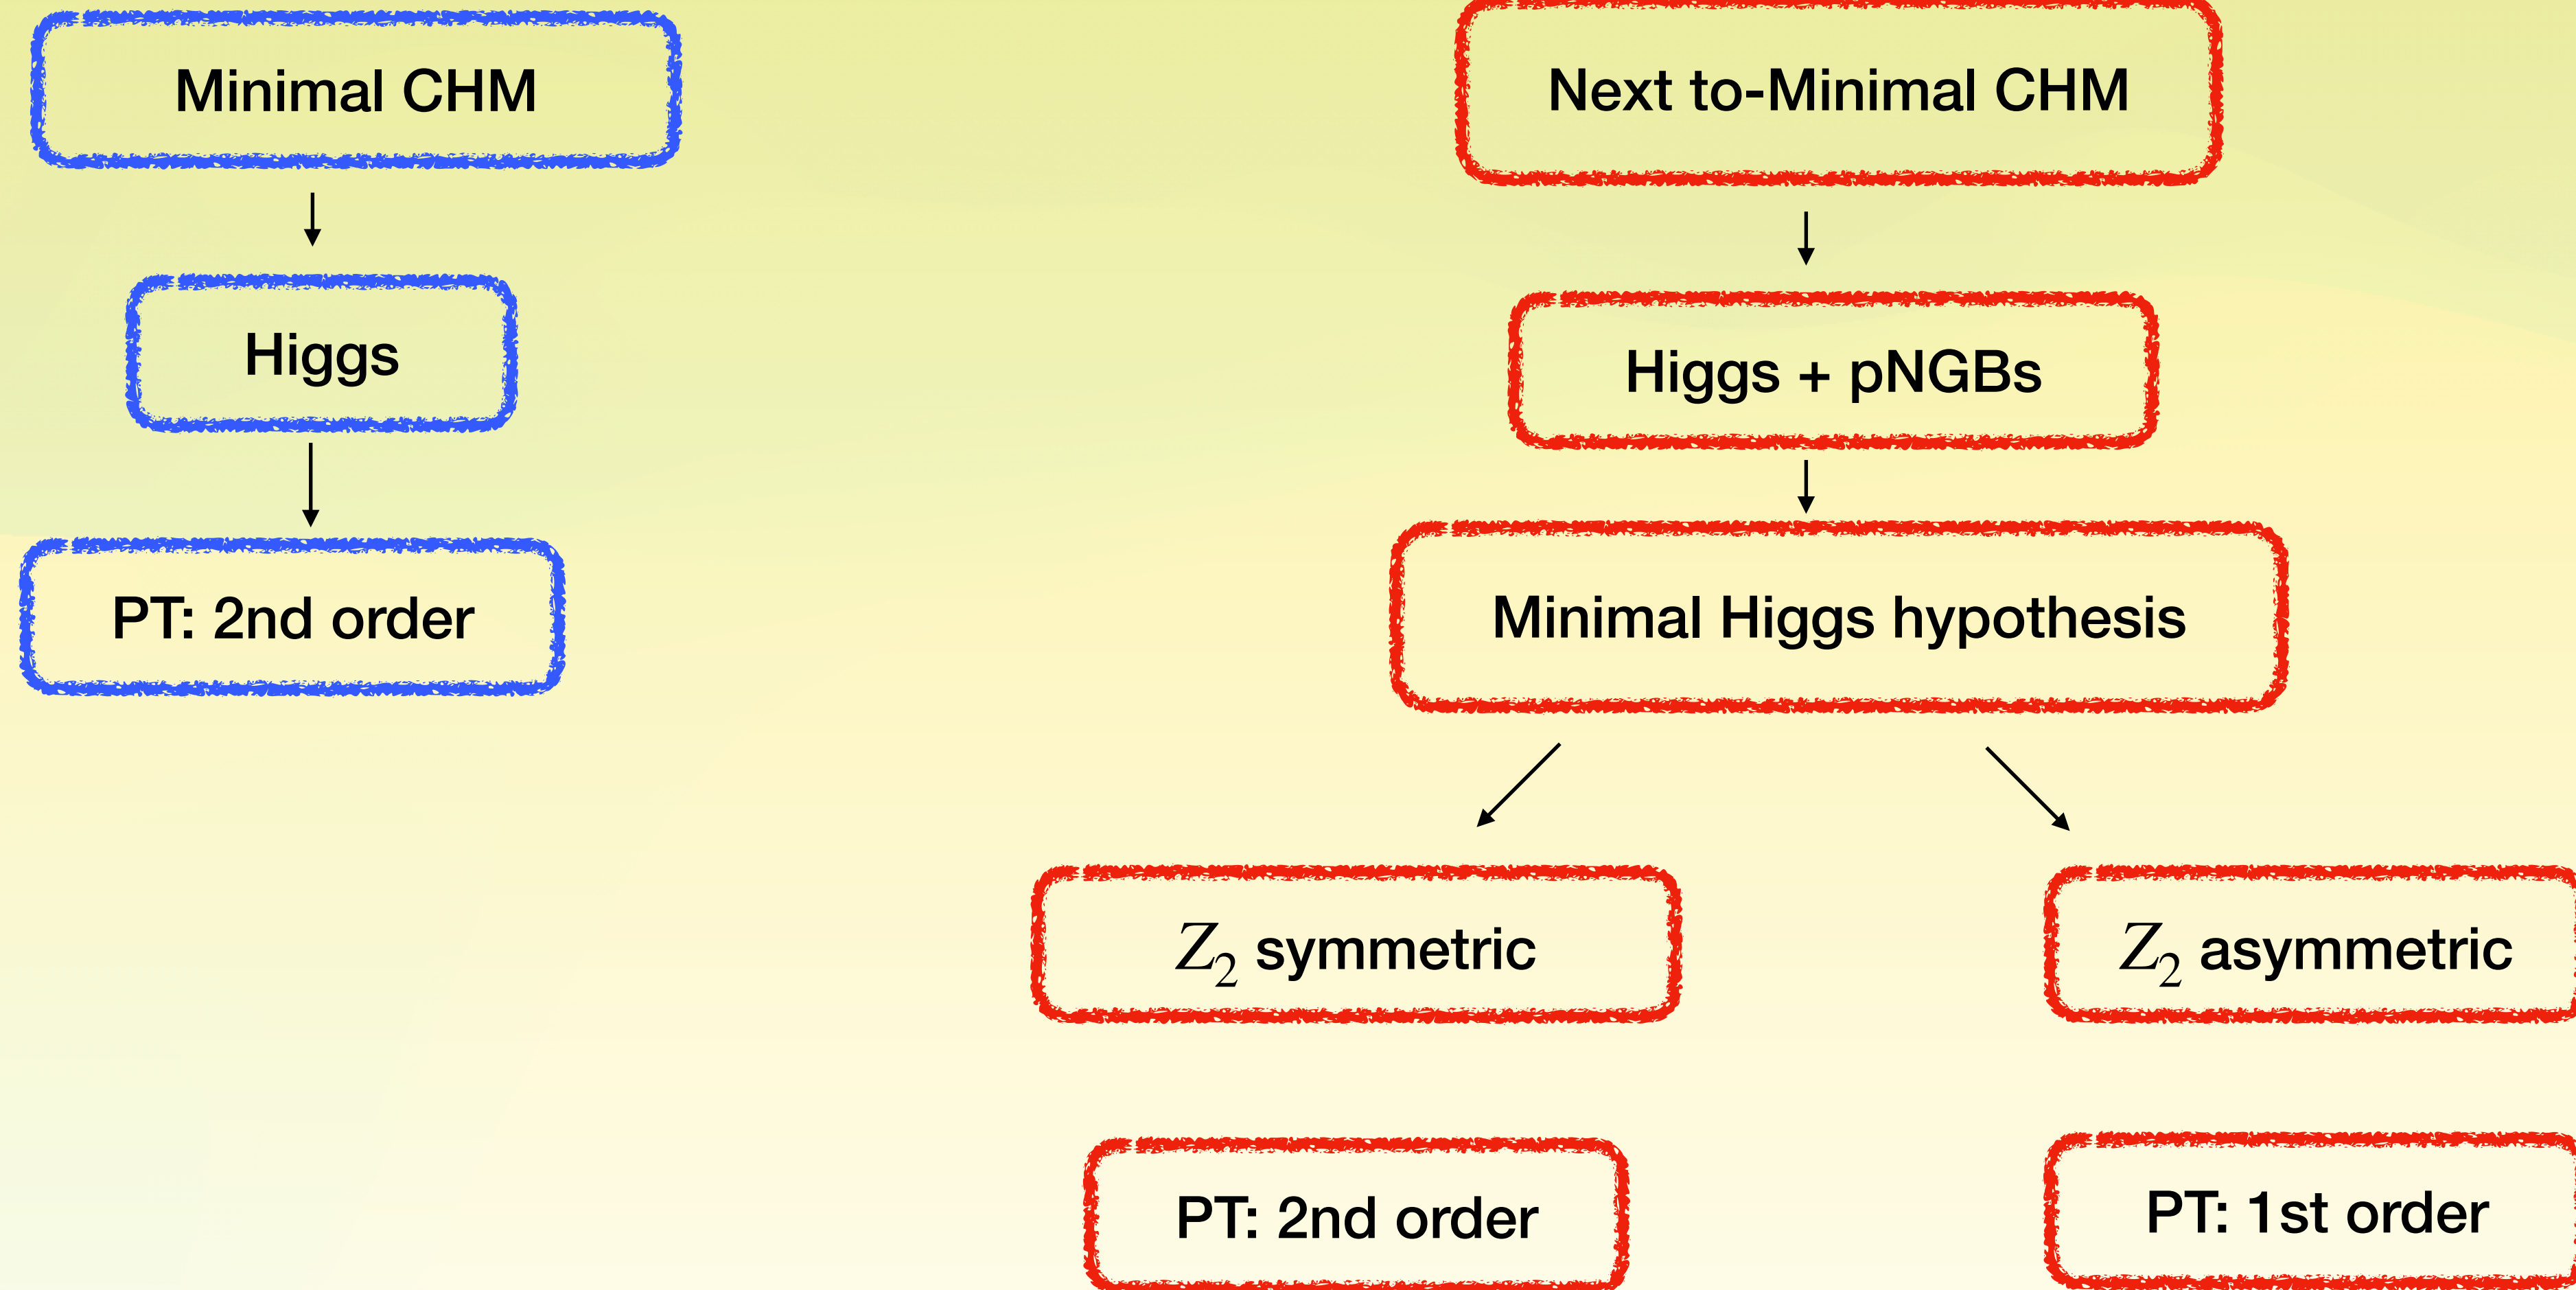 Minimal CHM
Higgs
PT: 2nd order
Next to-Minimal CHM
Higgs + pNGBs
Minimal Higgs hypothesis
Z₂ symmetric
Z₂ asymmetric
PT: 2nd order
PT: 1st order